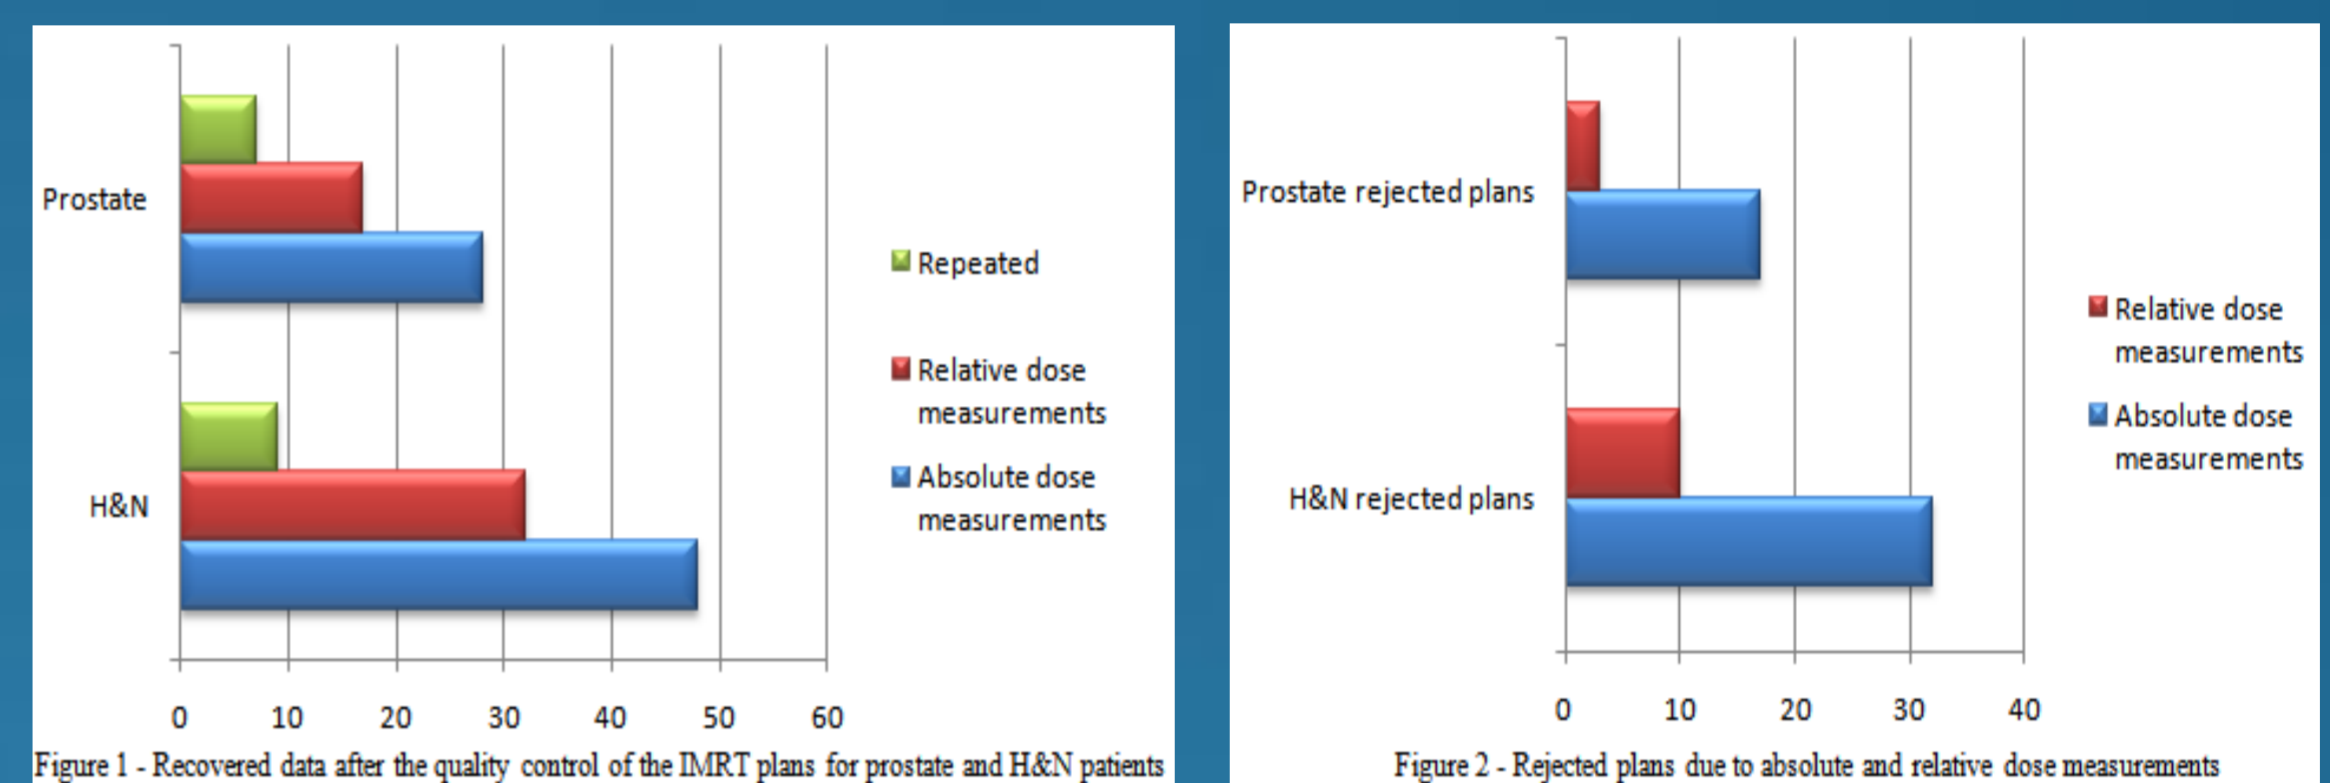 Prostate
H&N
0 10 20 30 40 50 60
Repeated
Relative dose
measurements
Absolute dose
measurements
Figure 1 - Recovered data after the quality control of the IMRT plans for prostate and H&N patients
Prostate rejected plans
H&N rejected plans
0 10 20 30 40
Relative dose
measurements
Absolute dose
measurements
Figure 2 - Rejected plans due to absolute and relative dose measurements